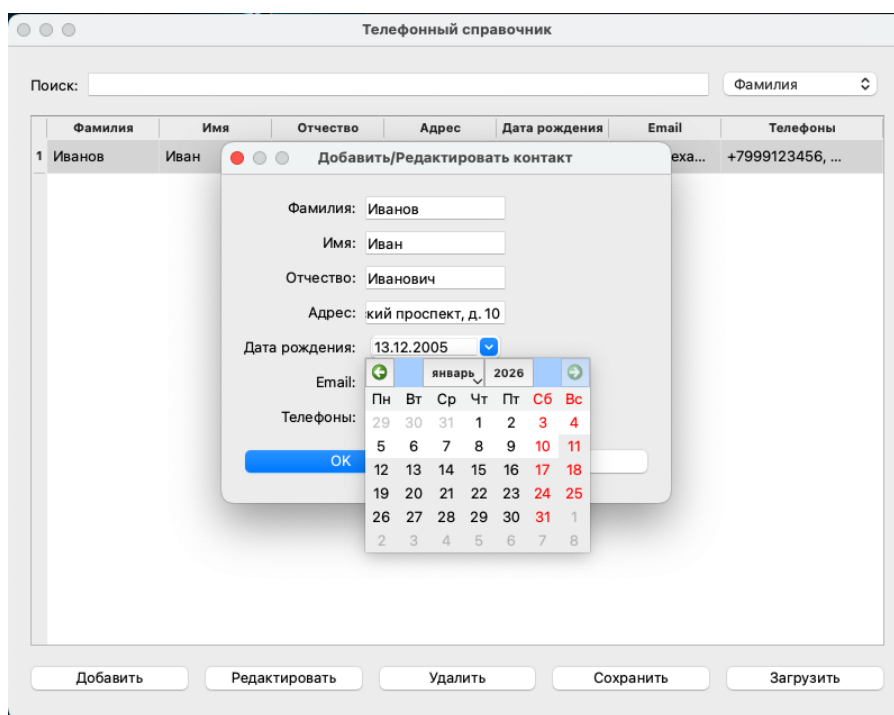 Телефонный справочник
Поиск: Фамилия
Фамилия Имя Отчество Адрес Дата рождения Email Телефоны
1 Иванов Иван exa... +7999123456, ...
Добавить/Редактировать контакт
Фамилия: Иванов
Имя: Иван
Отчество: Иванович
Адрес: кий проспект, д. 10
Дата рождения: 13.12.2005
Email:
Телефоны:
OK
январь 2026
Пн Вт Ср Чт Пт Сб Вс
29 30 31 1 2 3 4
5 6 7 8 9 10 11
12 13 14 15 16 17 18
19 20 21 22 23 24 25
26 27 28 29 30 31 1
2 3 4 5 6 7 8
Добавить Редактировать Удалить Сохранить Загрузить